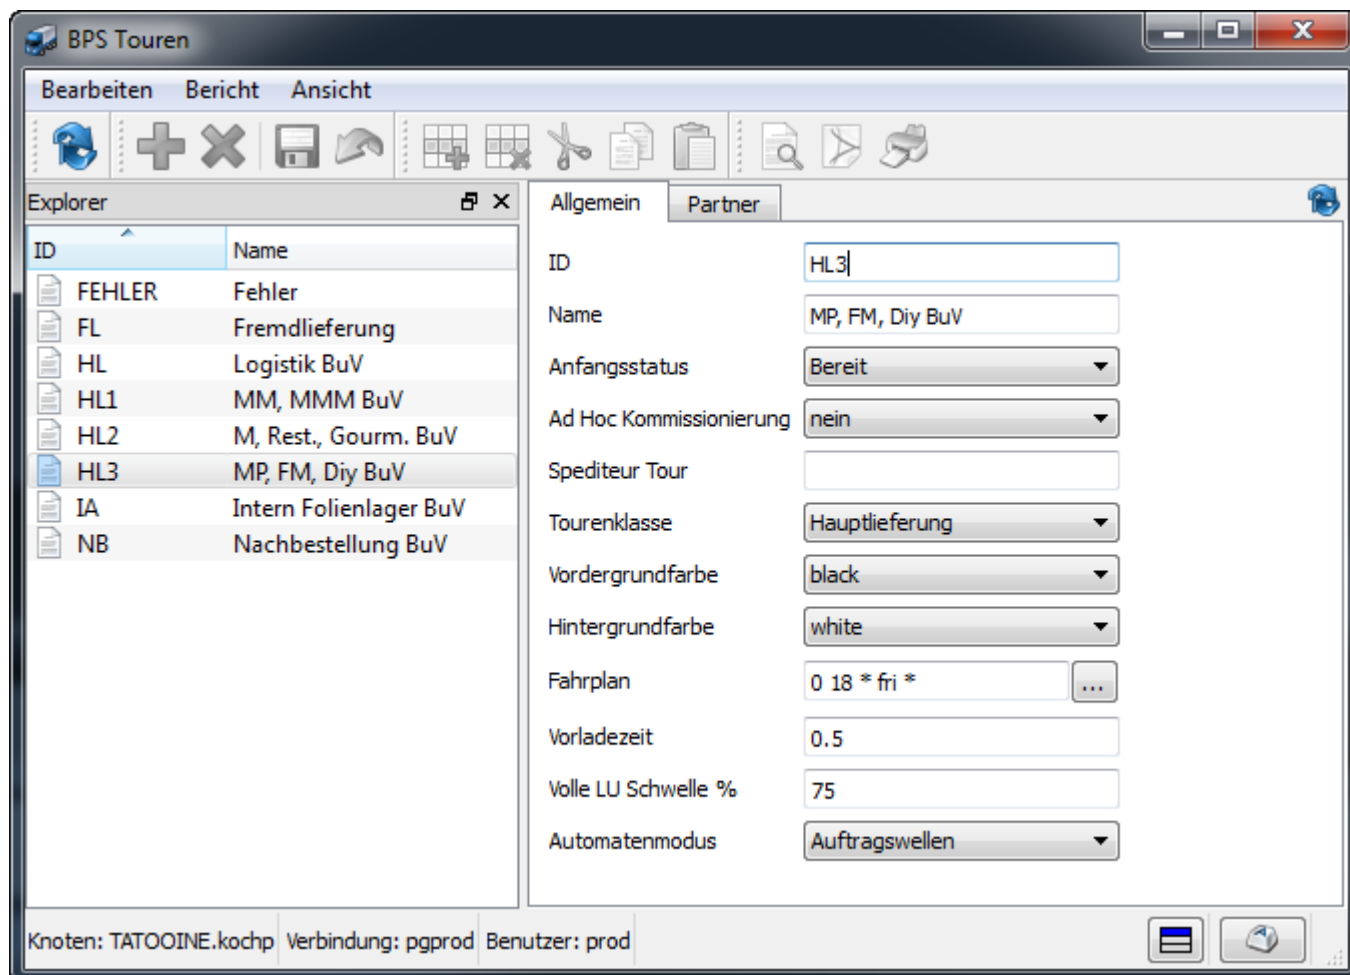 BPS Touren
Bearbeiten Bericht Ansicht
Explorer
Allgemein Partner
ID Name
FEHLER Fehler
FL Fremdlieferung
HL Logistik BuV
HL1 MM, MMM BuV
HL2 M, Rest., Gourm. BuV
HL3 MP, FM, Diy BuV
IA Intern Folienlager BuV
NB Nachbestellung BuV
ID HL3
Name MP, FM, Diy BuV
Anfangsstatus Bereit
Ad Hoc Kommissionierung nein
Spediteur Tour
Tourenklasse Hauptlieferung
Vordergrundfarbe black
Hintergrundfarbe white
Fahrplan 0 18 * fri * ...
Vorladezeit 0.5
Volle LU Schwelle % 75
Automatenmodus Auftragswellen
Knoten: TATOOINE.kochp Verbindung: pgprod Benutzer: prod